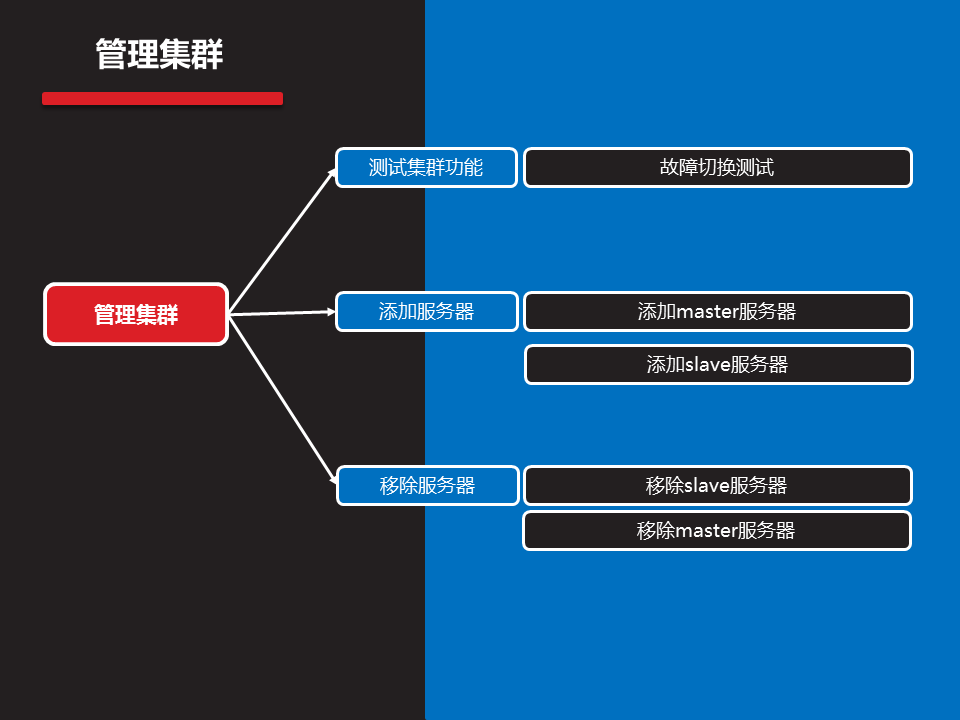 管理集群
测试集群功能
故障切换测试
管理集群
添加服务器
添加master服务器
添加slave服务器
移除服务器
移除slave服务器
移除master服务器